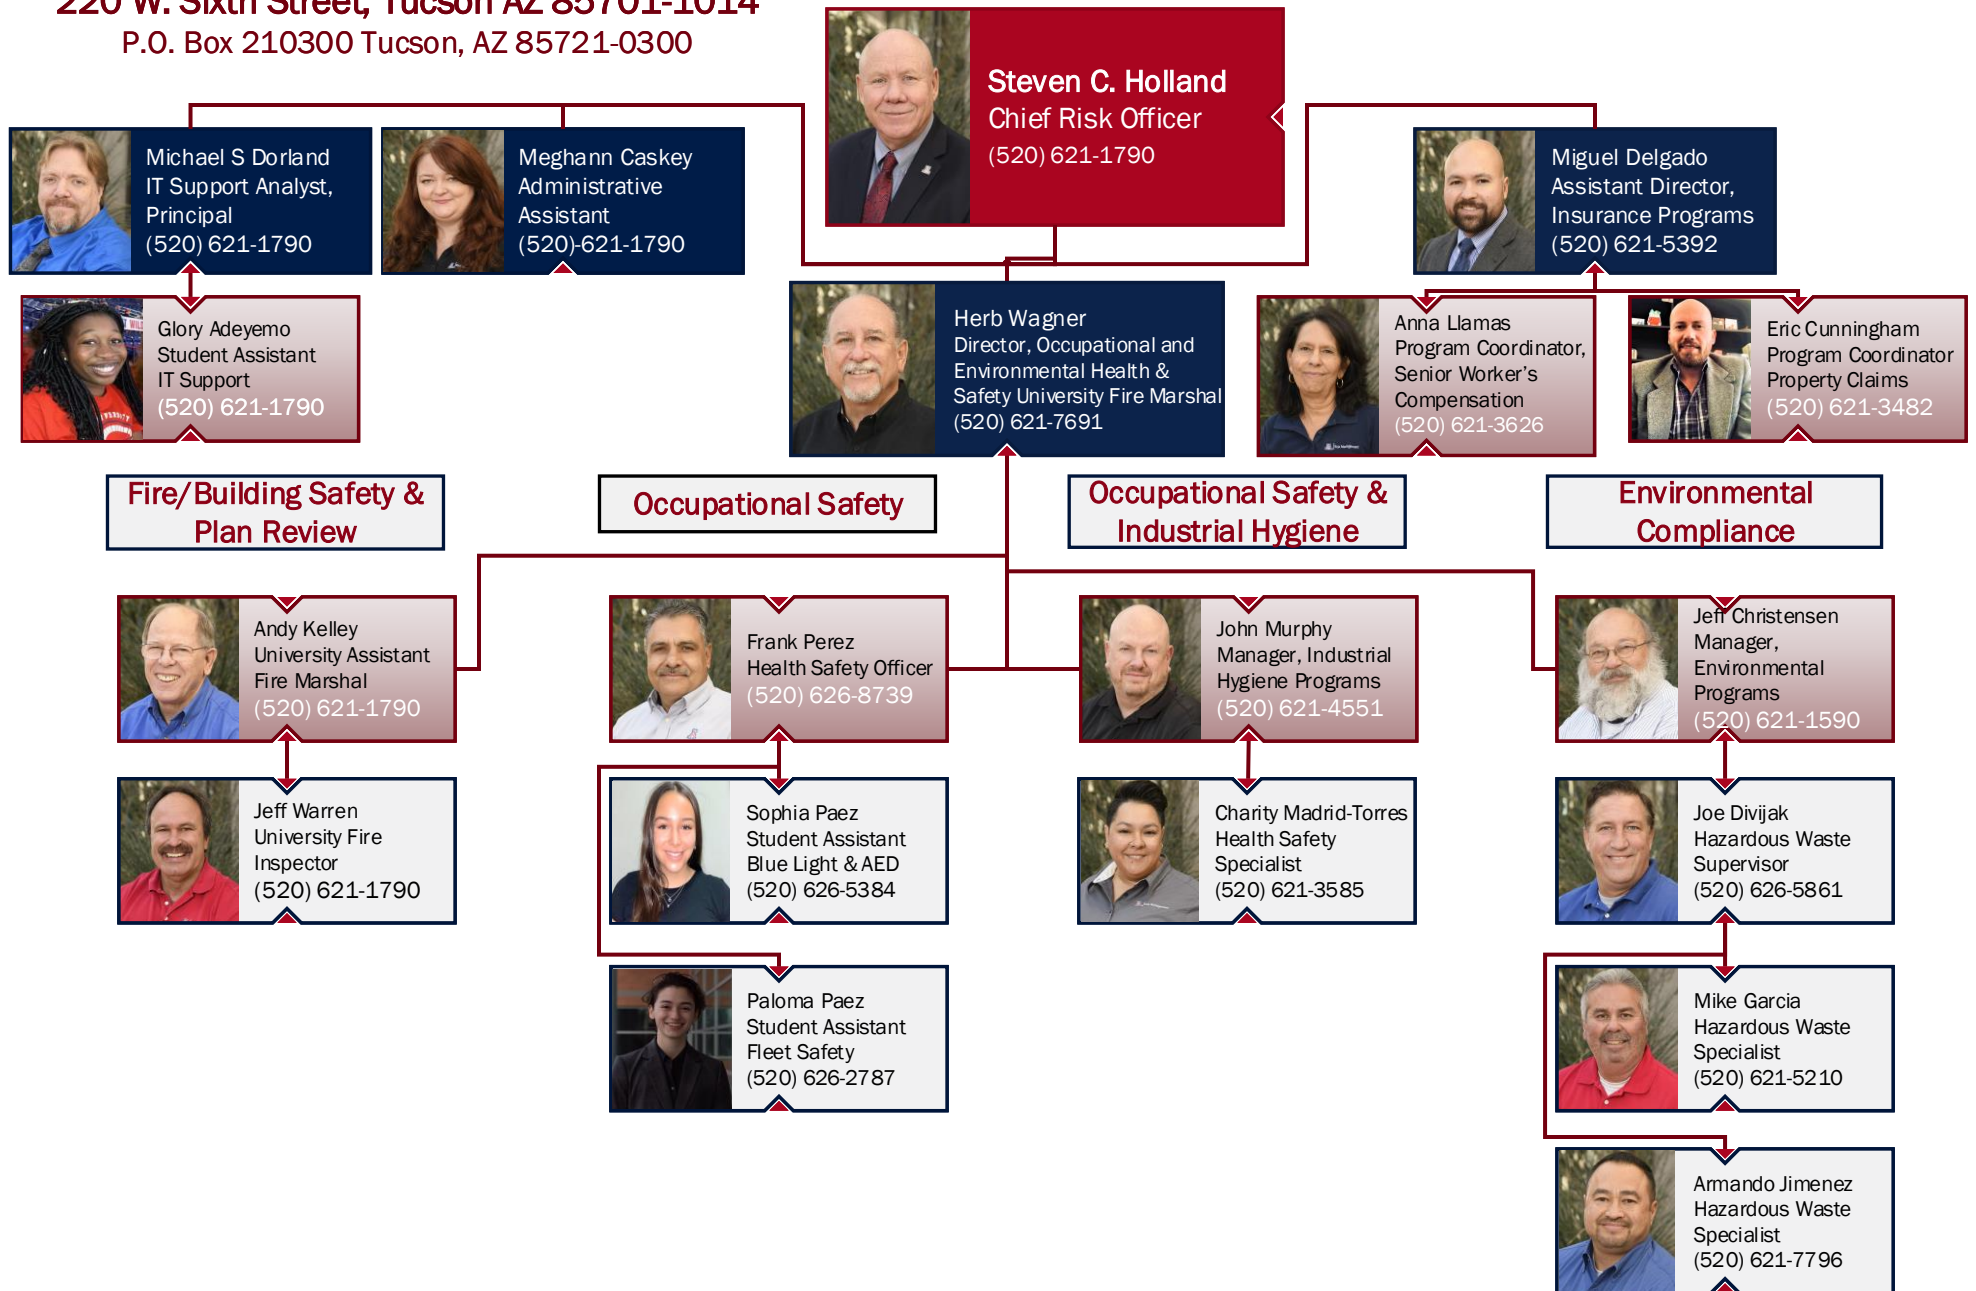 220 W. Sixth Street, Tucson AZ 85701-1014
P.O. Box 210300 Tucson, AZ 85721-0300
Steven C. Holland
Chief Risk Officer
(520) 621-1790
Michael S Dorland
IT Support Analyst,
Principal
(520) 621-1790
Meghann Caskey
Administrative
Assistant
(520)-621-1790
Miguel Delgado
Assistant Director,
Insurance Programs
(520) 621-5392
Glory Adeyemo
Student Assistant
IT Support
(520) 621-1790
Herb Wagner
Director, Occupational and
Environmental Health &
Safety University Fire Marshal
(520) 621-7691
Anna Llamas
Program Coordinator,
Senior Worker's
Compensation
(520) 621-3626
Eric Cunningham
Program Coordinator
Property Claims
(520) 621-3482
Fire/Building Safety &
Plan Review
Occupational Safety
Occupational Safety &
Industrial Hygiene
Environmental
Compliance
Andy Kelley
University Assistant
Fire Marshal
(520) 621-1790
Frank Perez
Health Safety Officer
(520) 626-8739
John Murphy
Manager, Industrial
Hygiene Programs
(520) 621-4551
Jeff Christensen
Manager,
Environmental
Programs
(520) 621-1590
Jeff Warren
University Fire
Inspector
(520) 621-1790
Sophia Paez
Student Assistant
Blue Light & AED
(520) 626-5384
Charity Madrid-Torres
Health Safety
Specialist
(520) 621-3585
Joe Divijak
Hazardous Waste
Supervisor
(520) 626-5861
Paloma Paez
Student Assistant
Fleet Safety
(520) 626-2787
Mike Garcia
Hazardous Waste
Specialist
(520) 621-5210
Armando Jimenez
Hazardous Waste
Specialist
(520) 621-7796